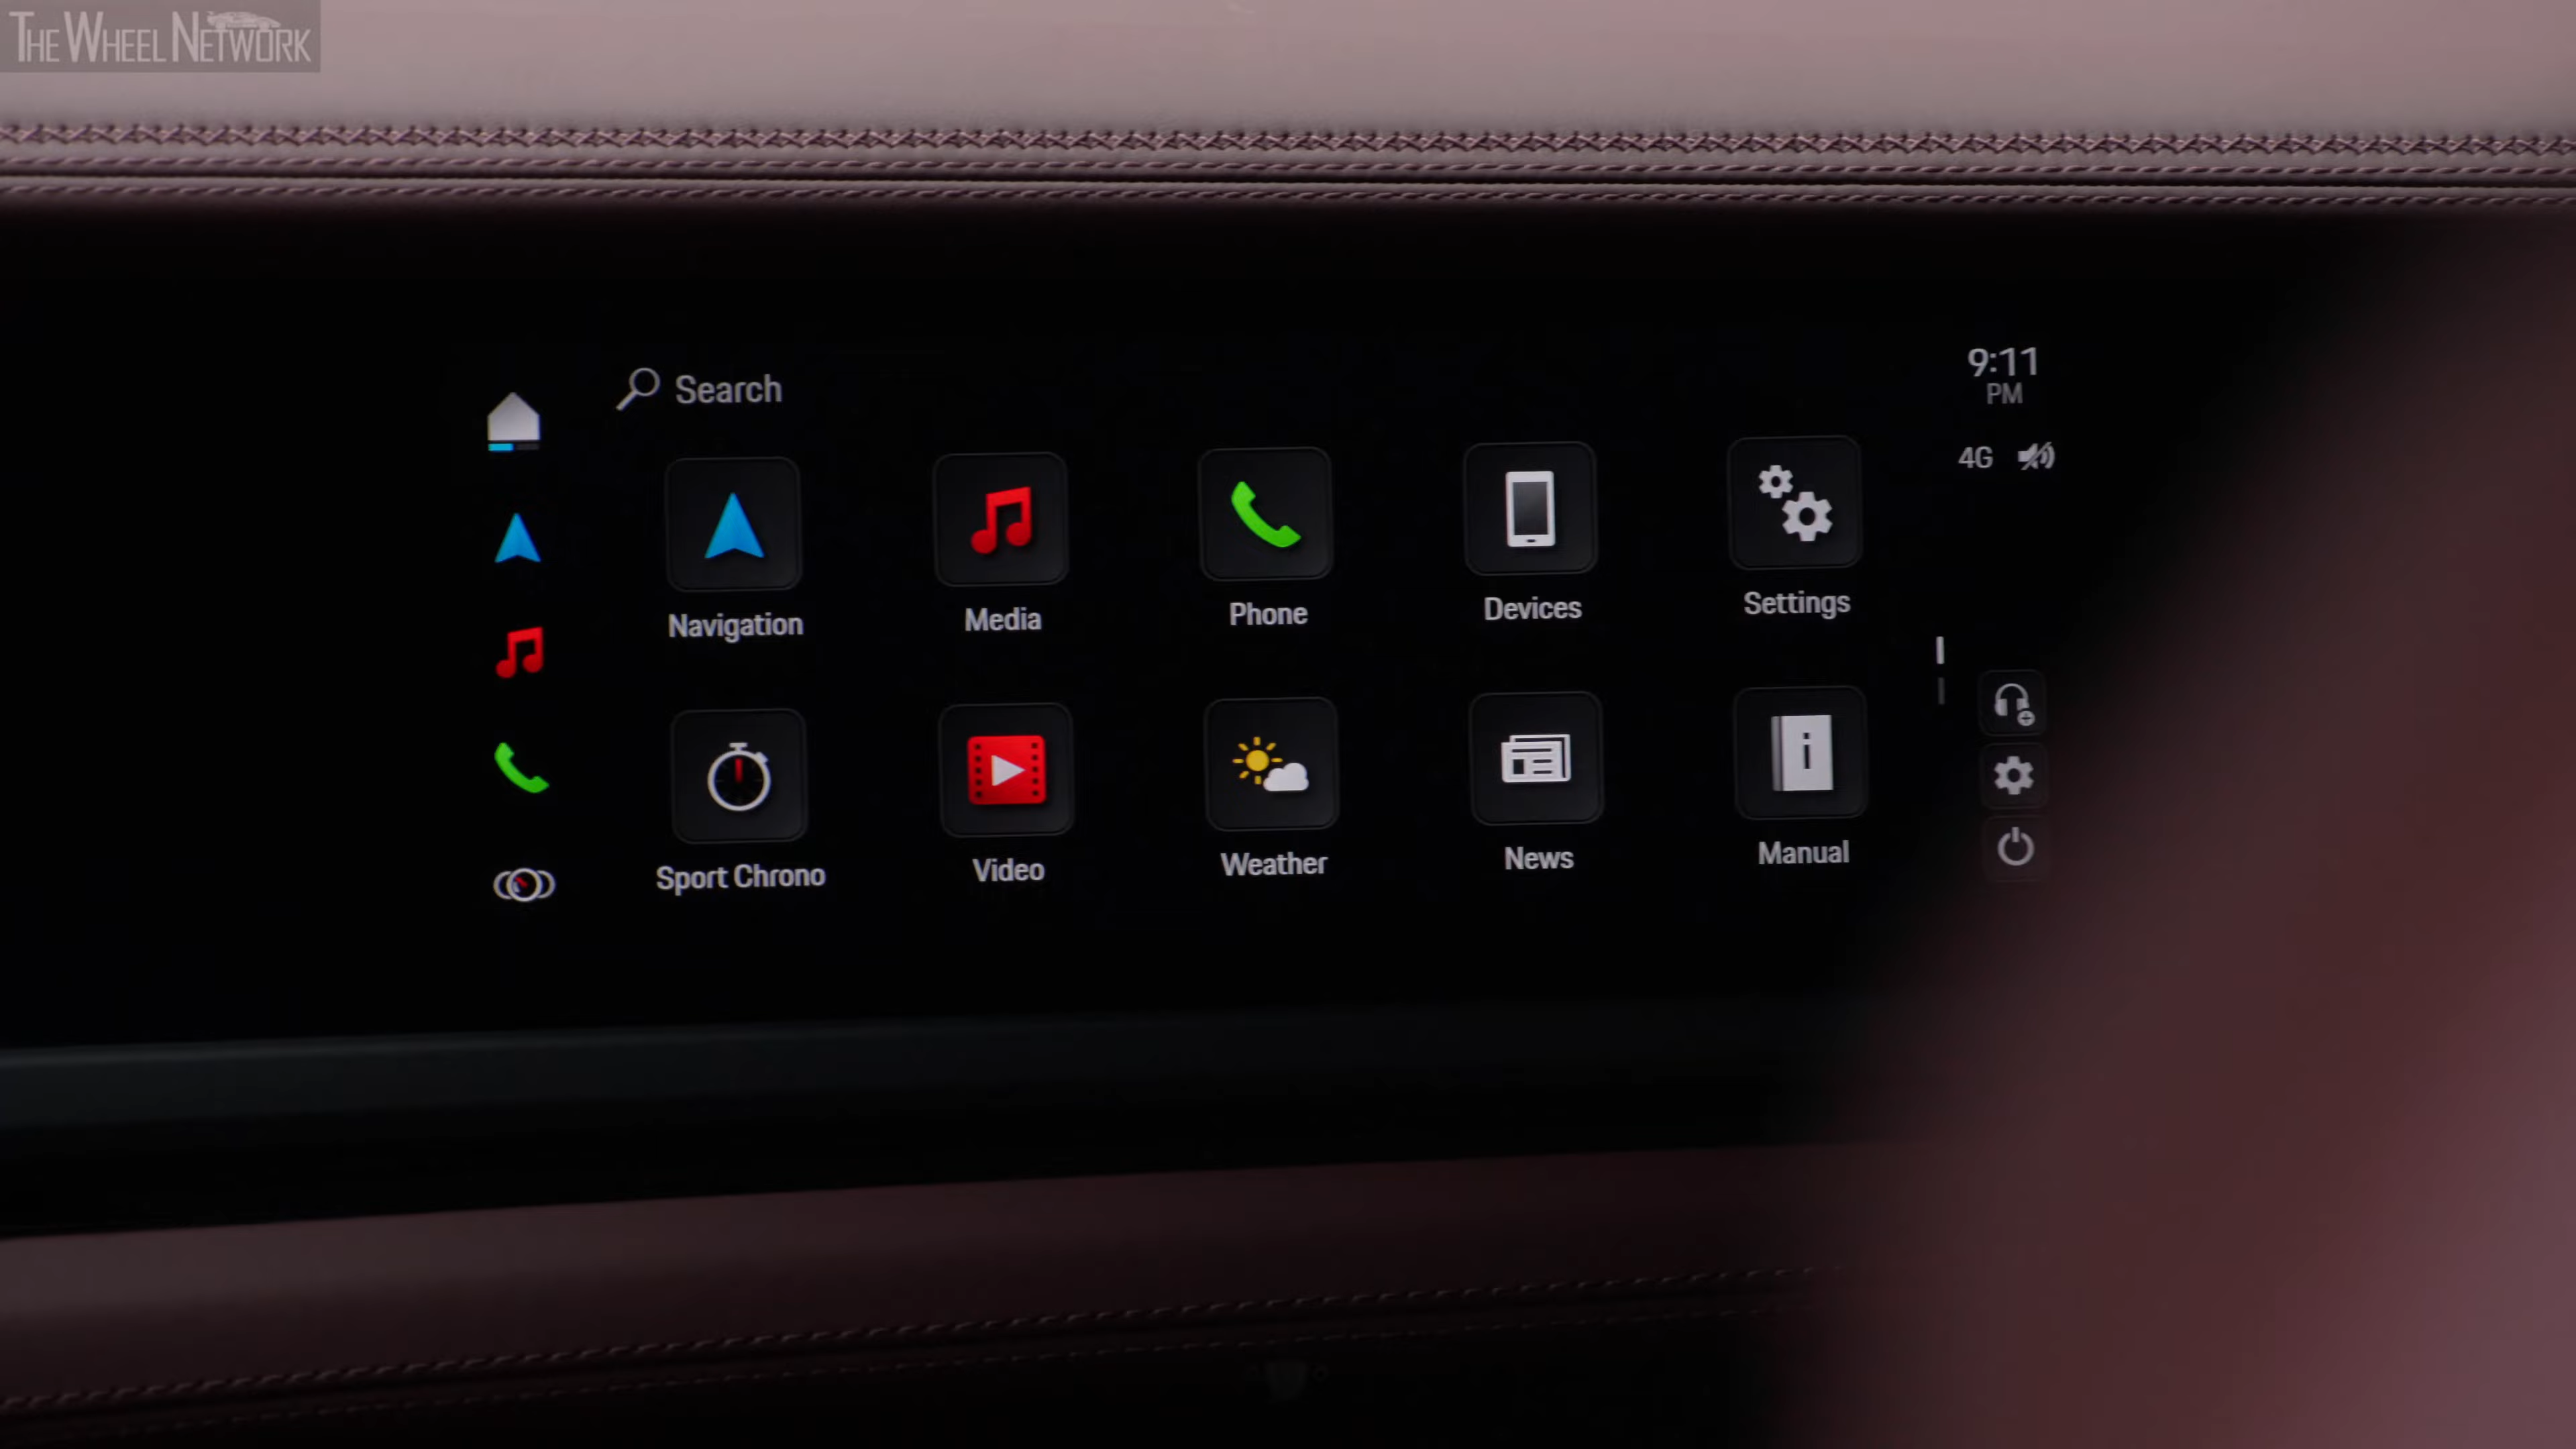 THE WHEEL NETWORK
Search
9:11
PM
4G
Navigation
Media
Phone
Devices
Settings
Sport Chrono
Video
Weather
News
Manual